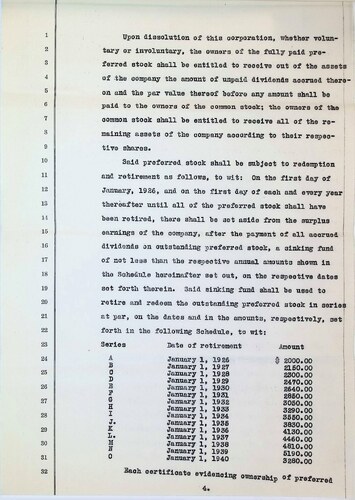 1 Upon dissolution of this corporation, whether volun-
2 tary or involuntary, the owners of the fully paid pre-
3 ferred stock shall be entitled to receive out of the assets
4 of the company the amount of unpaid dividends accrued there-
5 on and the par value thereof before any amount shall be
6 paid to the owners of the common stock; the owners of the
7 common stock shall be entitled to receive all of the re-
8 maining assets of the company according to their respec-
9 tive shares.
10 Said preferred stock shall be subject to redemption
11 and retirement as follows, to wit: On the first day of
12 January, 1926, and on the first day of each and every year
13 thereafter until all of the preferred stock shall have
14 been retired, there shall be set aside from the surplus
15 earnings of the company, after the payment of all accrued
16 dividends on outstanding preferred stock, a sinking fund
17 of not less than the respective annual amounts shown in
18 the Schedule hereinafter set out, on the respective dates
19 set forth therein. Said sinking fund shall be used to
20 retire and redeem the outstanding preferred stock in series
21 at par, on the dates and in the amounts, respectively, set
22 forth in the following Schedule, to wit:
23 Series Date of retirement Amount
24 A January 1, 1926 $ 2000.00
B January 1, 1927 2150.00
25 C January 1, 1928 2300.00
D January 1, 1929 2470.00
26 E January 1, 1930 2640.00
F January 1, 1931 2850.00
27 G January 1, 1932 3050.00
H January 1, 1933 3290.00
28 I January 1, 1934 3550.00
J. January 1, 1935 3830.00
29 K January 1, 1936 4130.00
L. January 1, 1937 4460.00
30 M January 1, 1938 4810.00
N January 1, 1939 5190.00
31 O January 1, 1940 3280.00
32 Each certificate evidencing ownership of preferred
4.